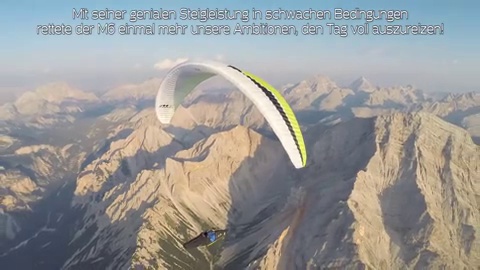 Mit seiner genialen Steigleistung in schwachen Bedingungen
rettete der M6 einmal mehr unsere Ambitionen, den Tag voll auszureizen!